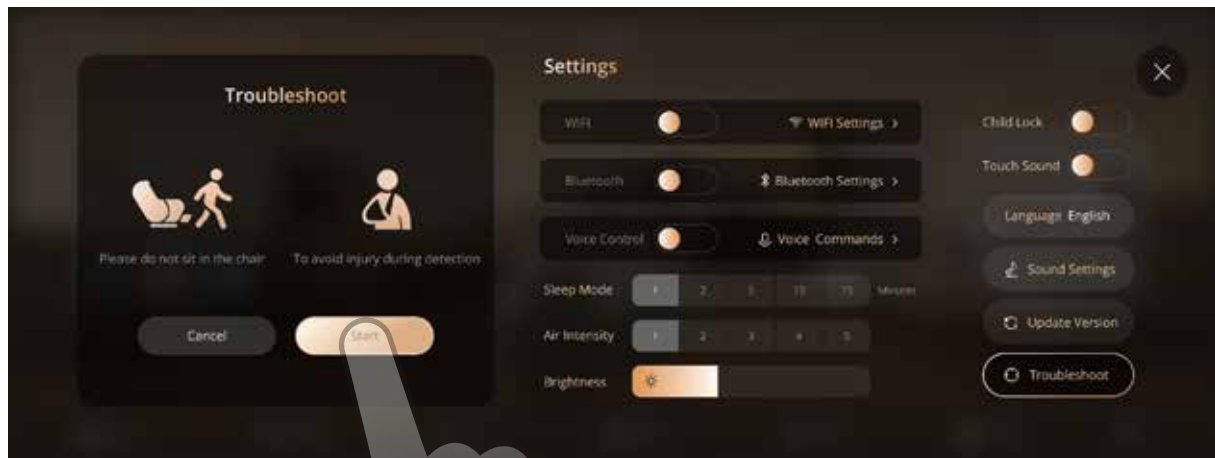 Troubleshoot
Please do not sit in the chair
To avoid injury during detection
Cancel
Start
Settings
WIFI
WIFI Settings >
Bluetooth
Bluetooth Settings >
Voice Control
Voice Commands >
Sleep Mode 1 2 5 10 15 Minutes
Air Intensity 1 2 3 4 5
Brightness
Child Lock
Touch Sound
Language English
Sound Settings
Update Version
Troubleshoot